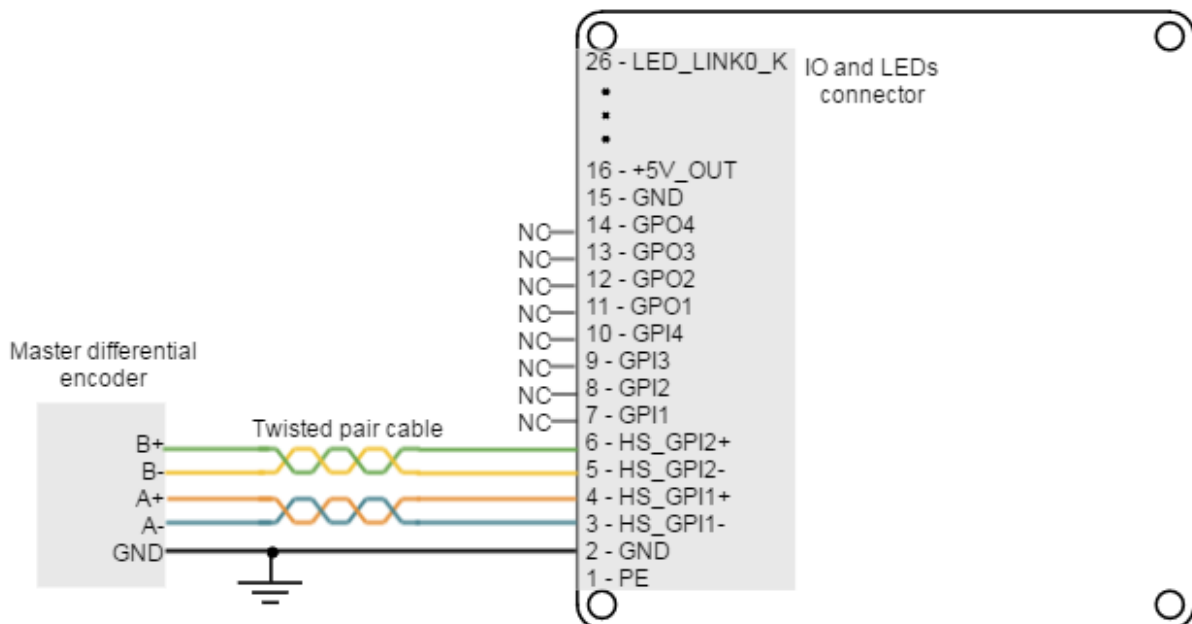 26 - LED_LINK0_K
IO and LEDs
connector
16 - +5V_OUT
15 - GND
NC 14 - GPO4
NC 13 - GPO3
NC 12 - GPO2
NC 11 - GPO1
NC 10 - GPI4
NC 9 - GPI3
NC 8 - GPI2
NC 7 - GPI1
Master differential
encoder
Twisted pair cable
B+ 6 - HS_GPI2+
B- 5 - HS_GPI2-
A+ 4 - HS_GPI1+
A- 3 - HS_GPI1-
GND 2 - GND
1 - PE